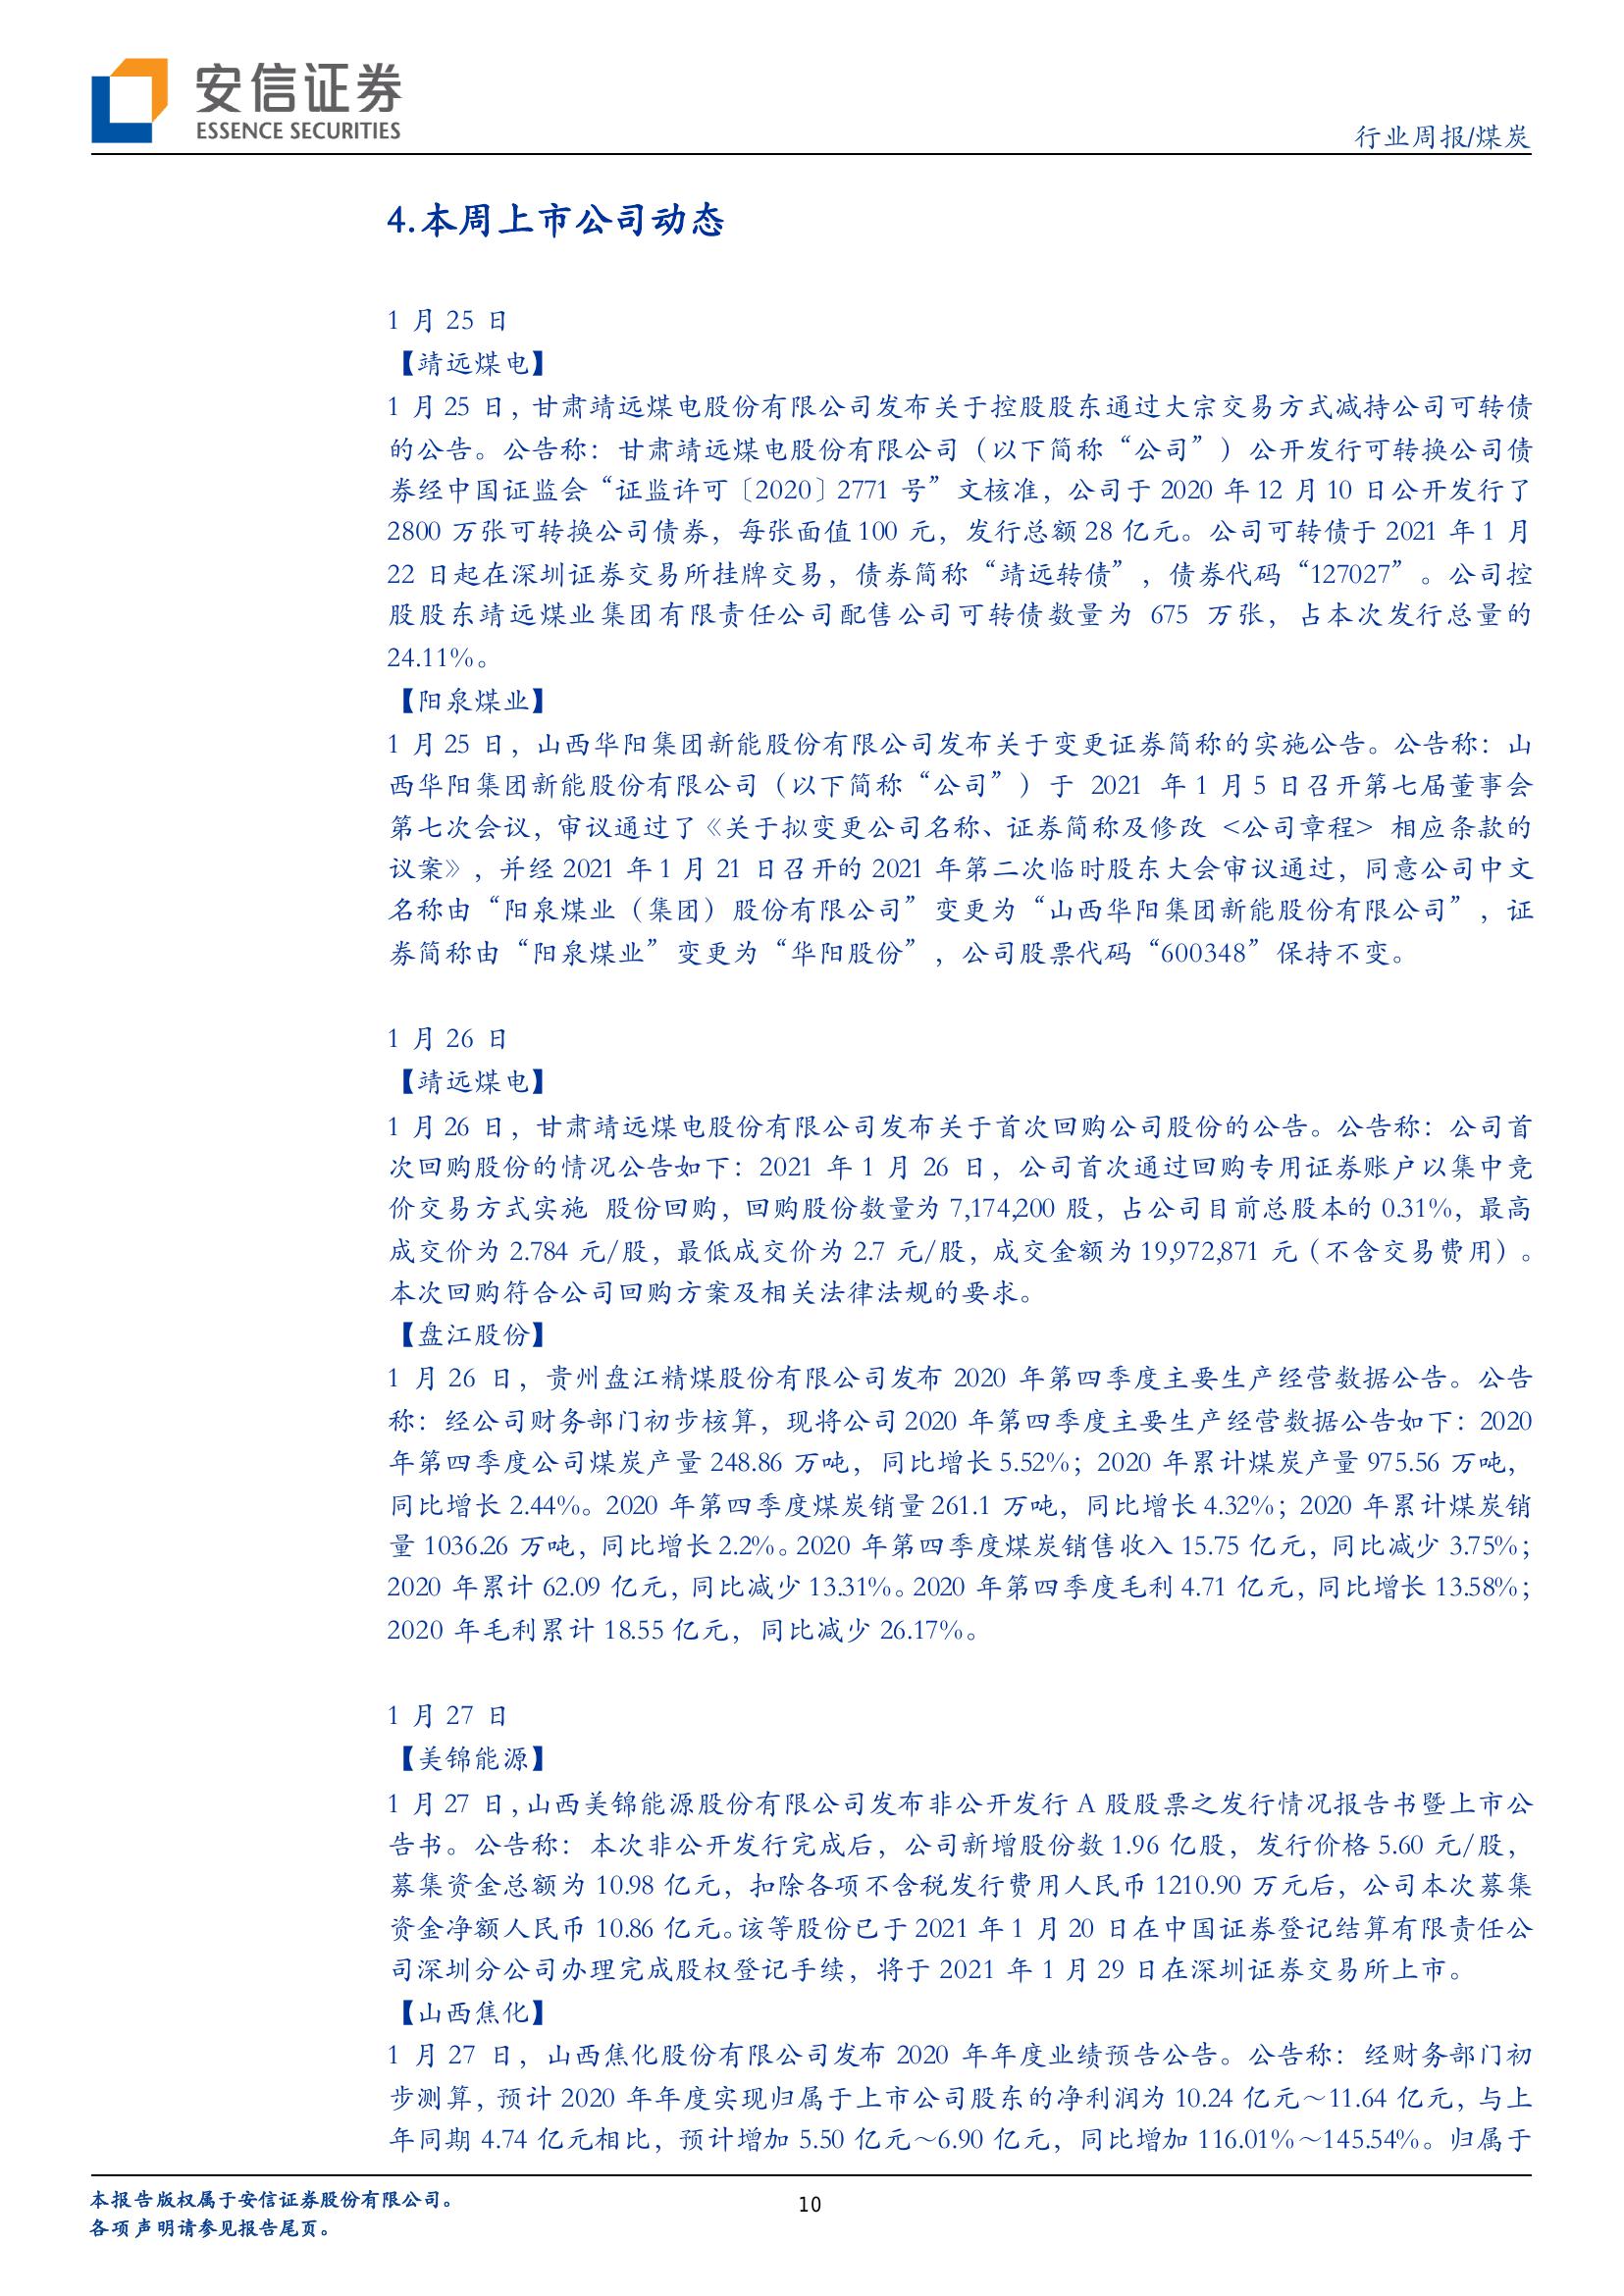 安信证券
ESSENCE SECURITIES
行业周报/煤炭
4.本周上市公司动态
1 月 25 日
【靖远煤电】
1 月 25 日，甘肃靖远煤电股份有限公司发布关于控股股东通过大宗交易方式减持公司可转债
的公告。公告称：甘肃靖远煤电股份有限公司（以下简称“公司”）公开发行可转换公司债
券经中国证监会“证监许可〔2020〕2771 号”文核准，公司于 2020 年 12 月 10 日公开发行了
2800 万张可转换公司债券，每张面值 100 元，发行总额 28 亿元。公司可转债于 2021 年 1 月
22 日起在深圳证券交易所挂牌交易，债券简称“靖远转债”，债券代码“127027”。公司控
股股东靖远煤业集团有限责任公司配售公司可转债数量为 675 万张，占本次发行总量的
24.11%。
【阳泉煤业】
1 月 25 日，山西华阳集团新能股份有限公司发布关于变更证券简称的实施公告。公告称：山
西华阳集团新能股份有限公司（以下简称“公司”）于 2021 年 1 月 5 日召开第七届董事会
第七次会议，审议通过了《关于拟变更公司名称、证券简称及修改 <公司章程> 相应条款的
议案》，并经 2021 年 1 月 21 日召开的 2021 年第二次临时股东大会审议通过，同意公司中文
名称由“阳泉煤业（集团）股份有限公司”变更为“山西华阳集团新能股份有限公司”，证
券简称由“阳泉煤业”变更为“华阳股份”，公司股票代码“600348”保持不变。
1 月 26 日
【靖远煤电】
1 月 26 日，甘肃靖远煤电股份有限公司发布关于首次回购公司股份的公告。公告称：公司首
次回购股份的情况公告如下：2021 年 1 月 26 日，公司首次通过回购专用证券账户以集中竞
价交易方式实施 股份回购，回购股份数量为 7,174,200 股，占公司目前总股本的 0.31%，最高
成交价为 2.784 元/股，最低成交价为 2.7 元/股，成交金额为 19,972,871 元（不含交易费用）。
本次回购符合公司回购方案及相关法律法规的要求。
【盘江股份】
1 月 26 日，贵州盘江精煤股份有限公司发布 2020 年第四季度主要生产经营数据公告。公告
称：经公司财务部门初步核算，现将公司 2020 年第四季度主要生产经营数据公告如下：2020
年第四季度公司煤炭产量 248.86 万吨，同比增长 5.52%；2020 年累计煤炭产量 975.56 万吨，
同比增长 2.44%。2020 年第四季度煤炭销量 261.1 万吨，同比增长 4.32%；2020 年累计煤炭销
量 1036.26 万吨，同比增长 2.2%。2020 年第四季度煤炭销售收入 15.75 亿元，同比减少 3.75%；
2020 年累计 62.09 亿元，同比减少 13.31%。2020 年第四季度毛利 4.71 亿元，同比增长 13.58%；
2020 年毛利累计 18.55 亿元，同比减少 26.17%。
1 月 27 日
【美锦能源】
1 月 27 日，山西美锦能源股份有限公司发布非公开发行 A 股股票之发行情况报告书暨上市公
告书。公告称：本次非公开发行完成后，公司新增股份数 1.96 亿股，发行价格 5.60 元/股，
募集资金总额为 10.98 亿元，扣除各项不含税发行费用人民币 1210.90 万元后，公司本次募集
资金净额人民币 10.86 亿元。该等股份已于 2021 年 1 月 20 日在中国证券登记结算有限责任公
司深圳分公司办理完成股权登记手续，将于 2021 年 1 月 29 日在深圳证券交易所上市。
【山西焦化】
1 月 27 日，山西焦化股份有限公司发布 2020 年年度业绩预告公告。公告称：经财务部门初
步测算，预计 2020 年年度实现归属于上市公司股东的净利润为 10.24 亿元～11.64 亿元，与上
年同期 4.74 亿元相比，预计增加 5.50 亿元～6.90 亿元，同比增加 116.01%～145.54%。归属于
本报告版权属于安信证券股份有限公司。
各项声明请参见报告尾页。
10